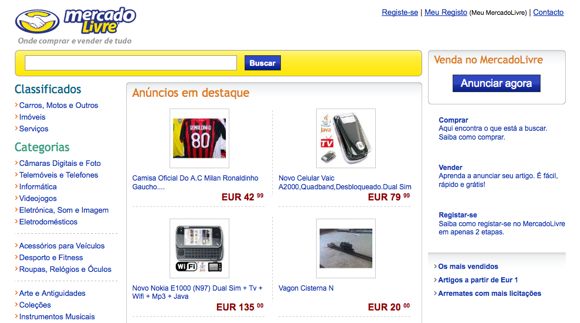 mercado
Livre
Onde comprar e vender de tudo
Registe-se | Meu Registo (Meu MercadoLivre) | Contacto
Buscar
Classificados
Carros, Motos e Outros
Imóveis
Serviços
Categorias
Câmaras Digitais e Foto
Telemóveis e Telefones
Informática
Videojogos
Eletrónica, Som e Imagem
Eletrodomésticos
Acessórios para Veículos
Desporto e Fitness
Roupas, Relógios e Óculos
Arte e Antiguidades
Coleções
Instrumentos Musicais
Anúncios em destaque
80
Camisa Oficial Do A.C Milan Ronaldinho
Gaucho....
EUR 42 99
Java
TV
Novo Celular Vaic
A2000,Quadband,Desbloqueado.Dual Sim
EUR 79 99
Wi Fi
Novo Nokia E1000 (N97) Dual Sim + Tv +
Wifi + Mp3 + Java
EUR 135 00
Vagon Cisterna N
EUR 20 00
Venda no MercadoLivre
Anunciar agora
Comprar
Aqui encontra o que está a buscar.
Saiba como comprar.
Vender
Aprenda a anunciar seu artigo. É fácil,
rápido e grátis!
Registar-se
Saiba como registar-se no MercadoLivre
em apenas 2 etapas.
Os mais vendidos
Artigos a partir de Eur 1
Arremates com mais licitações